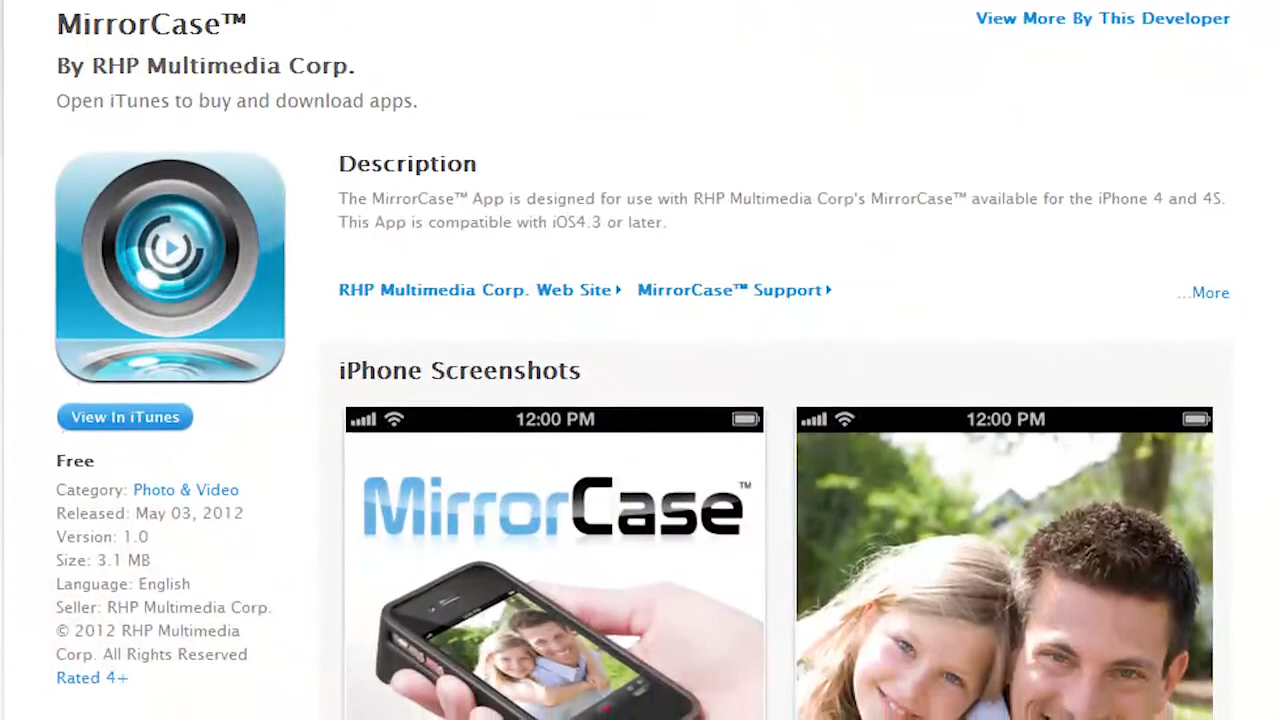 MirrorCase™
View More By This Developer
By RHP Multimedia Corp.
Open iTunes to buy and download apps.
Description
The MirrorCase™ App is designed for use with RHP Multimedia Corp's MirrorCase™ available for the iPhone 4 and 4S.
This App is compatible with iOS4.3 or later.
RHP Multimedia Corp. Web Site
MirrorCase™ Support
...More
View In iTunes
Free
Category: Photo & Video
Released: May 03, 2012
Version: 1.0
Size: 3.1 MB
Language: English
Seller: RHP Multimedia Corp.
© 2012 RHP Multimedia
Corp. All Rights Reserved
Rated 4+
iPhone Screenshots
12:00 PM
MirrorCase™
12:00 PM